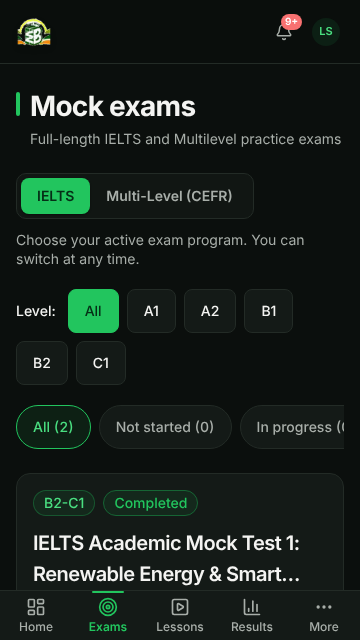 9+
LS
Mock exams
Full-length IELTS and Multilevel practice exams
IELTS
Multi-Level (CEFR)
Choose your active exam program. You can
switch at any time.
Level:
All
A1
A2
B1
B2
C1
All (2)
Not started (0)
In progress (
B2-C1
Completed
IELTS Academic Mock Test 1:
Renewable Energy & Smart...
Home
Exams
Lessons
Results
More